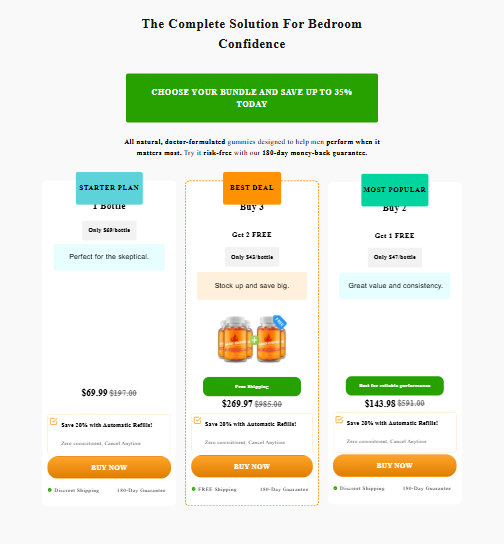 The Complete Solution For Bedroom
Confidence
CHOOSE YOUR BUNDLE AND SAVE UP TO 35%
TODAY
All natural, doctor-formulated gummies designed to help men perform when it
matters most. Try it risk-free with our 180-day money-back guarantee.
STARTER PLAN
1 Bottle
Only $69/bottle
Perfect for the skeptical.
$69.99 $197.00
Save 20% with Automatic Refills!
Zero commitment, Cancel Anytime
BUY NOW
Discreet Shipping 180-Day Guarantee
BEST DEAL
Buy 3
Get 2 FREE
Only $43/bottle
Stock up and save big.
FREE
Free Shipping
$269.97 $985.00
Save 20% with Automatic Refills!
Zero commitment, Cancel Anytime
BUY NOW
FREE Shipping 180-Day Guarantee
MOST POPULAR
Buy 2
Get 1 FREE
Only $47/bottle
Great value and consistency.
Best for reliable performance
$143.98 $591.00
Save 20% with Automatic Refills!
Zero commitment, Cancel Anytime
BUY NOW
Discreet Shipping 180-Day Guarantee